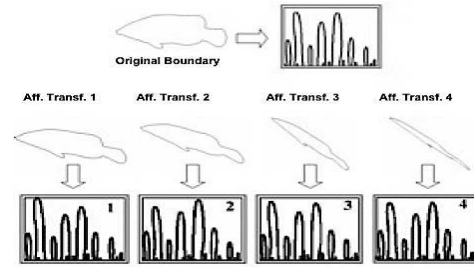 Original Boundary
Aff. Transf. 1 Aff. Transf. 2 Aff. Transf. 3 Aff. Transf. 4
1 2 3 4